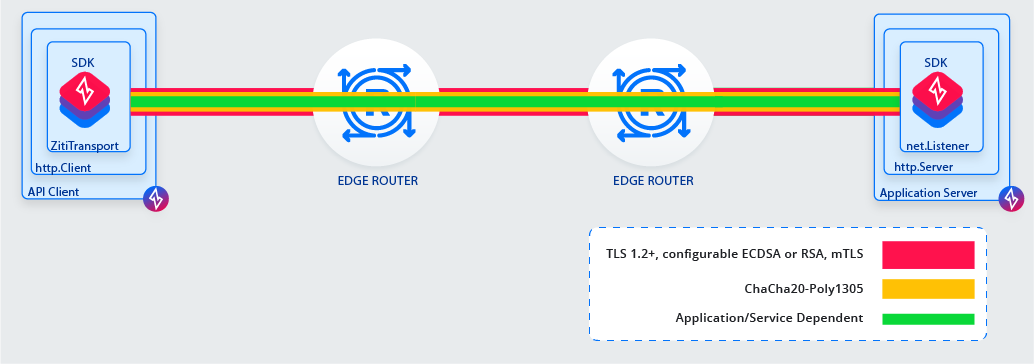 SDK
ZitiTransport
http.Client
API Client
R
EDGE ROUTER
R
EDGE ROUTER
SDK
net.Listener
http.Server
Application Server
TLS 1.2+, configurable ECDSA or RSA, mTLS
ChaCha20-Poly1305
Application/Service Dependent